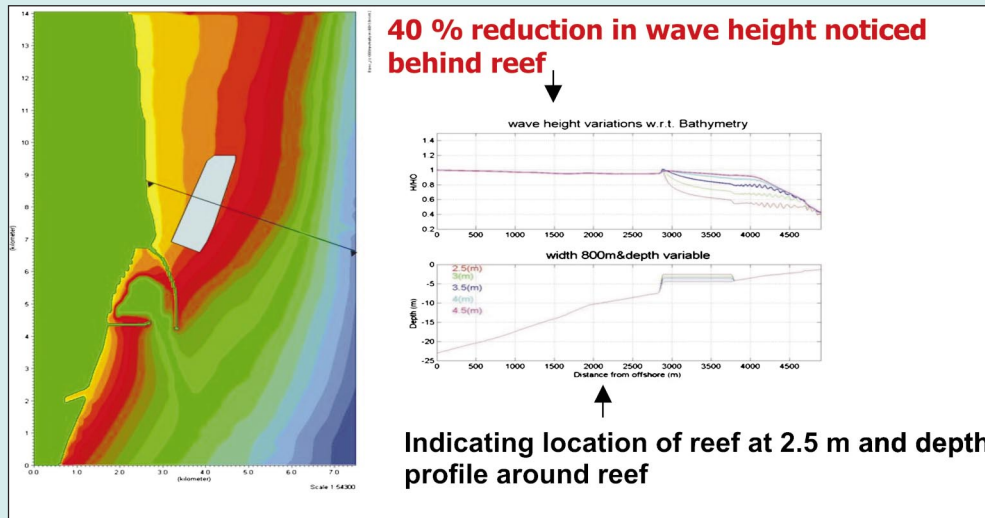 40 % reduction in wave height noticed
behind reef
wave height variations w.r.t. Bathymetry
H/HO
1.4
1.2
1
0.8
0.6
0.4
0.2
0 500 1000 1500 2000 2500 3000 3500 4000 4500
width 800m&depth variable
Depth (m)
0
-5
-10
-15
-20
-25
2.5(m)
3(m)
3.5(m)
4(m)
4.5(m)
0 500 1000 1500 2000 2500 3000 3500 4000 4500
Distance from offshore (m)
Indicating location of reef at 2.5 m and depth
profile around reef
(kilometer)
14
13
12
11
10
9
8
7
6
5
4
3
2
1
0
0.0 1.0 2.0 3.0 4.0 5.0 6.0 7.0
(kilometer)
Scale 1:54300